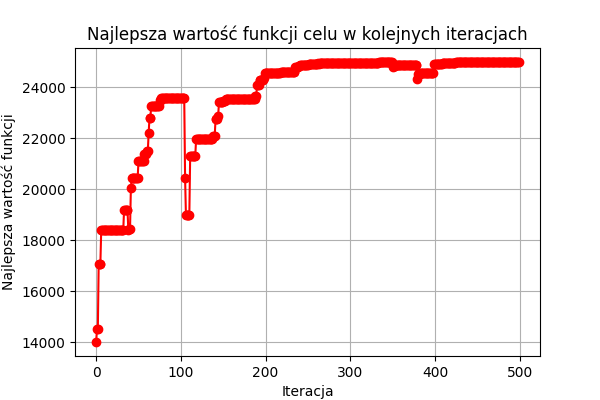 Najlepsza wartość funkcji celu w kolejnych iteracjach
Najlepsza wartość funkcji
24000
22000
20000
18000
16000
14000
0 100 200 300 400 500
Iteracja